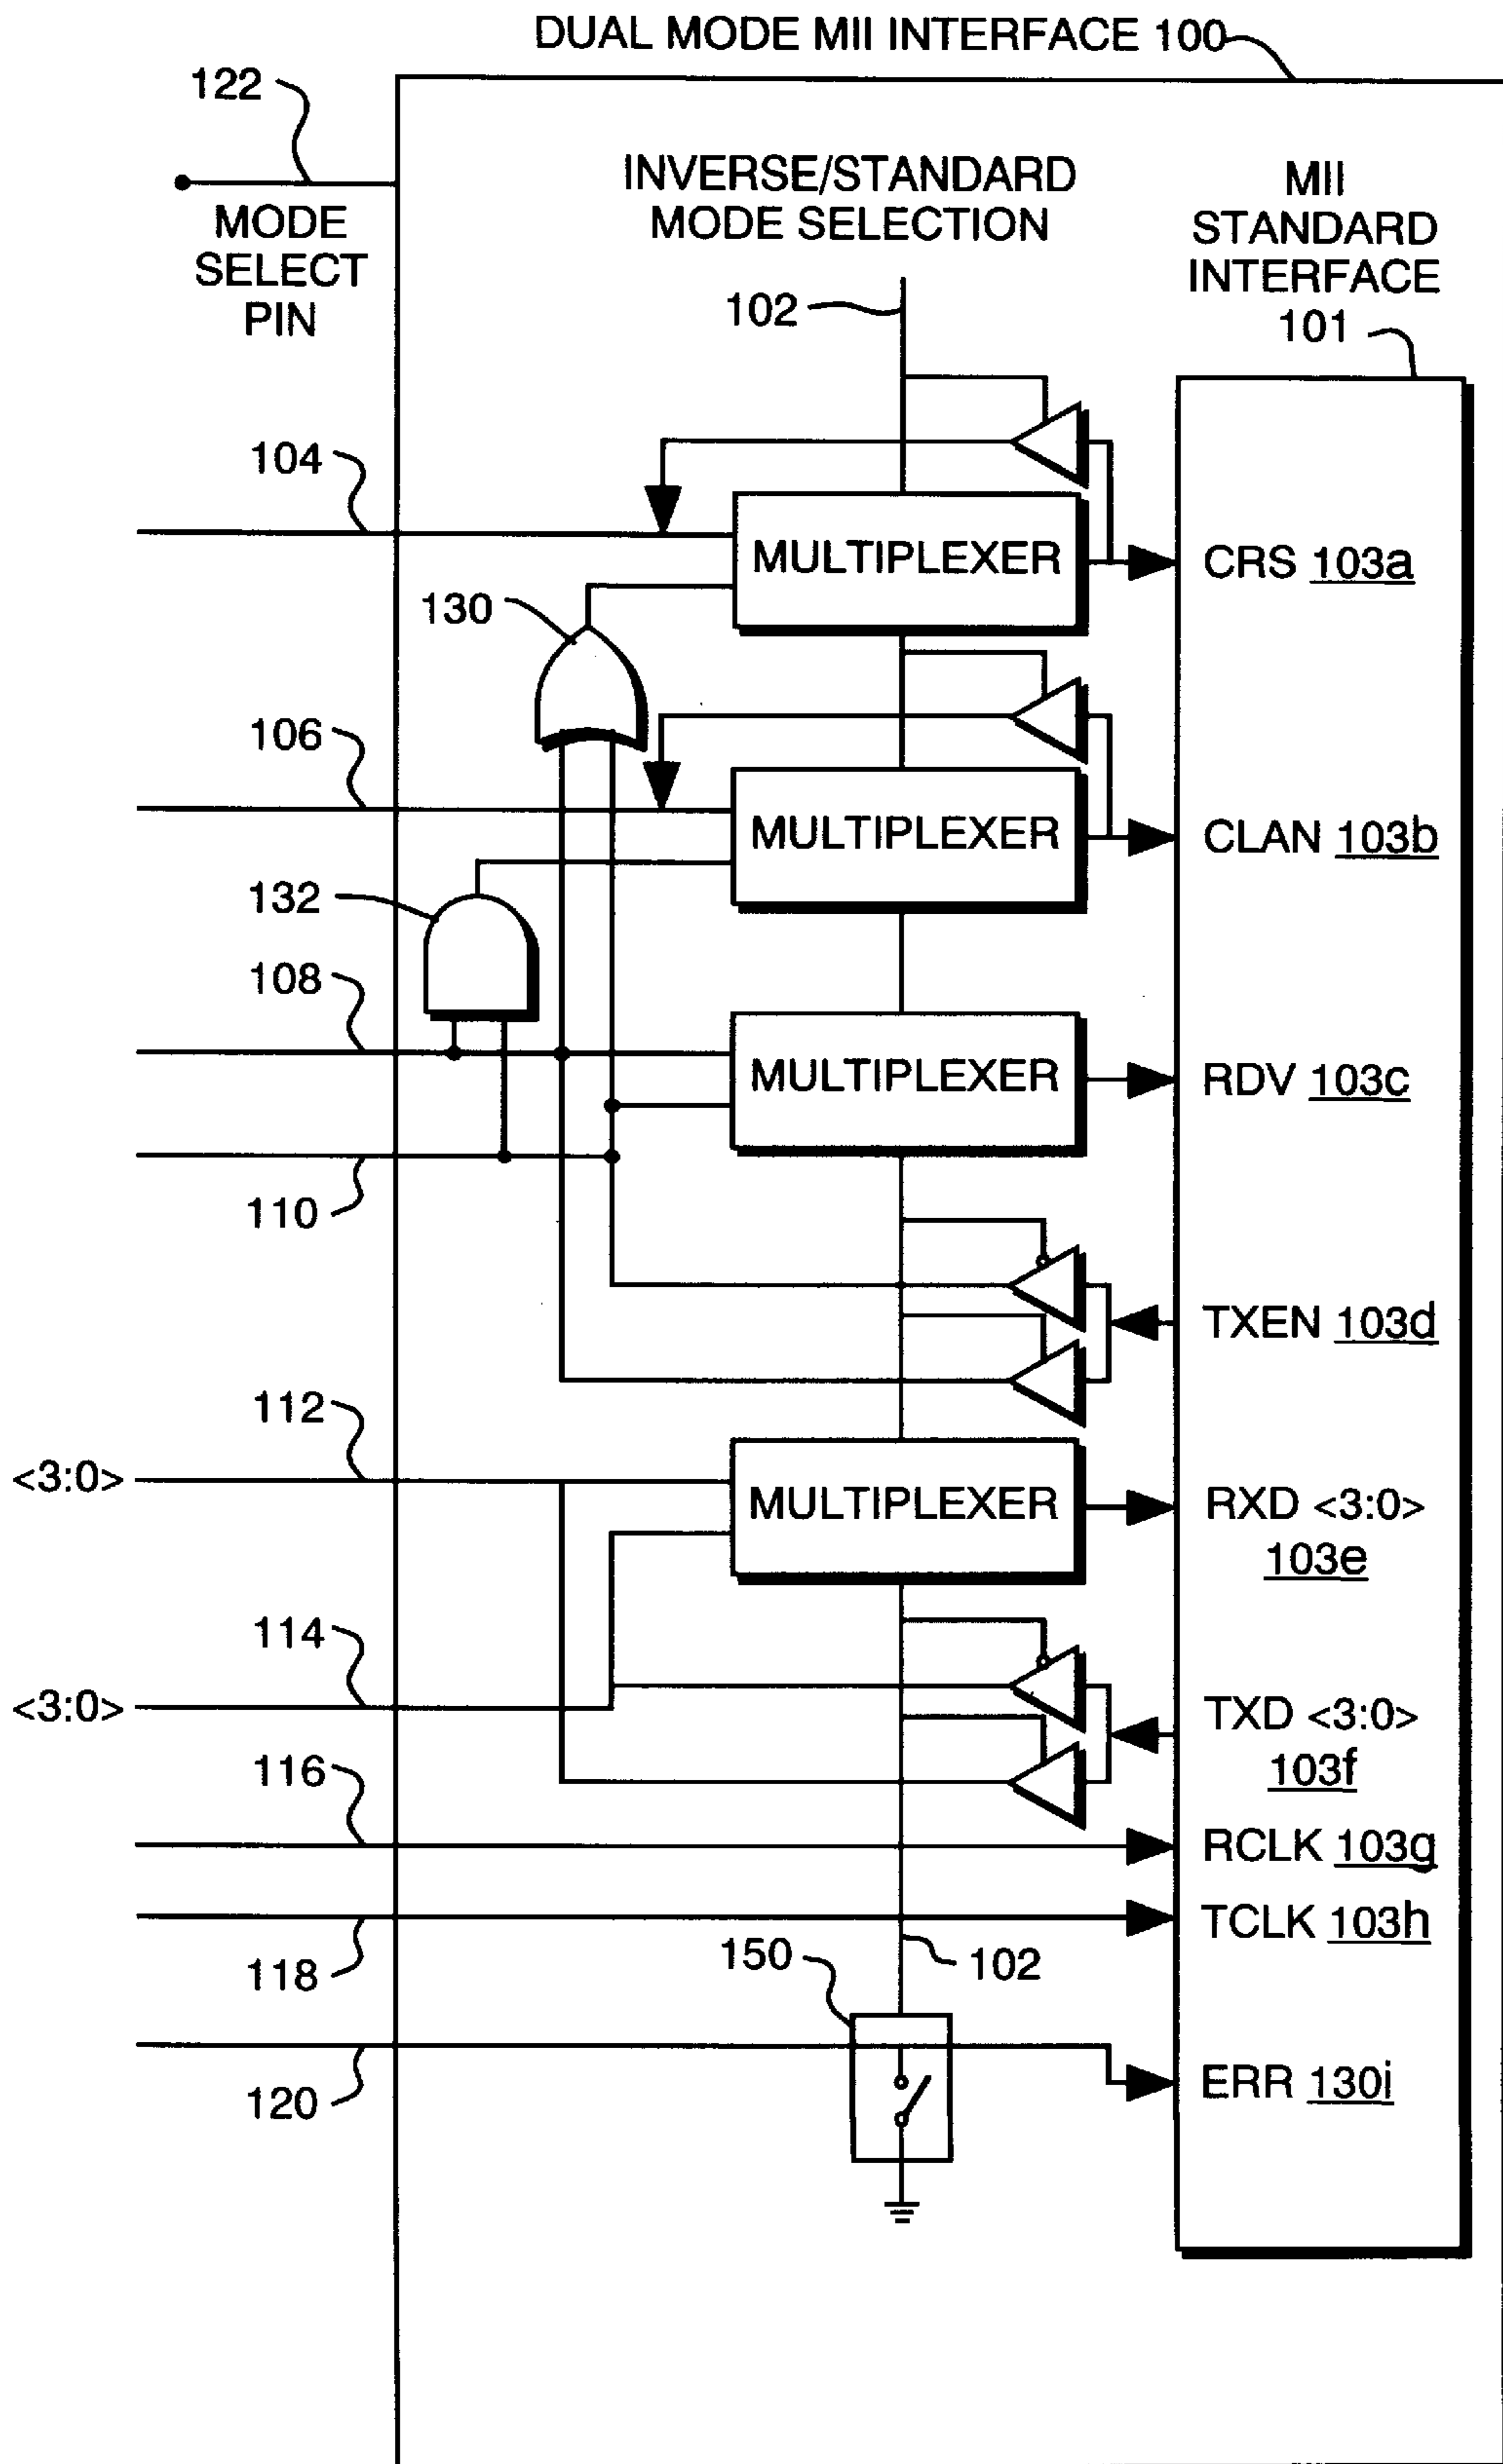 DUAL MODE MII INTERFACE 100
122
MODE
SELECT
PIN
INVERSE/STANDARD
MODE SELECTION
102
MII
STANDARD
INTERFACE
101
104
MULTIPLEXER
CRS 103a
130
106
MULTIPLEXER
CLAN 103b
132
108
MULTIPLEXER
RDV 103c
110
TXEN 103d
112
<3:0>
MULTIPLEXER
RXD <3:0>
103e
114
<3:0>
TXD <3:0>
103f
116
RCLK 103g
TCLK 103h
118
150
102
120
ERR 130i